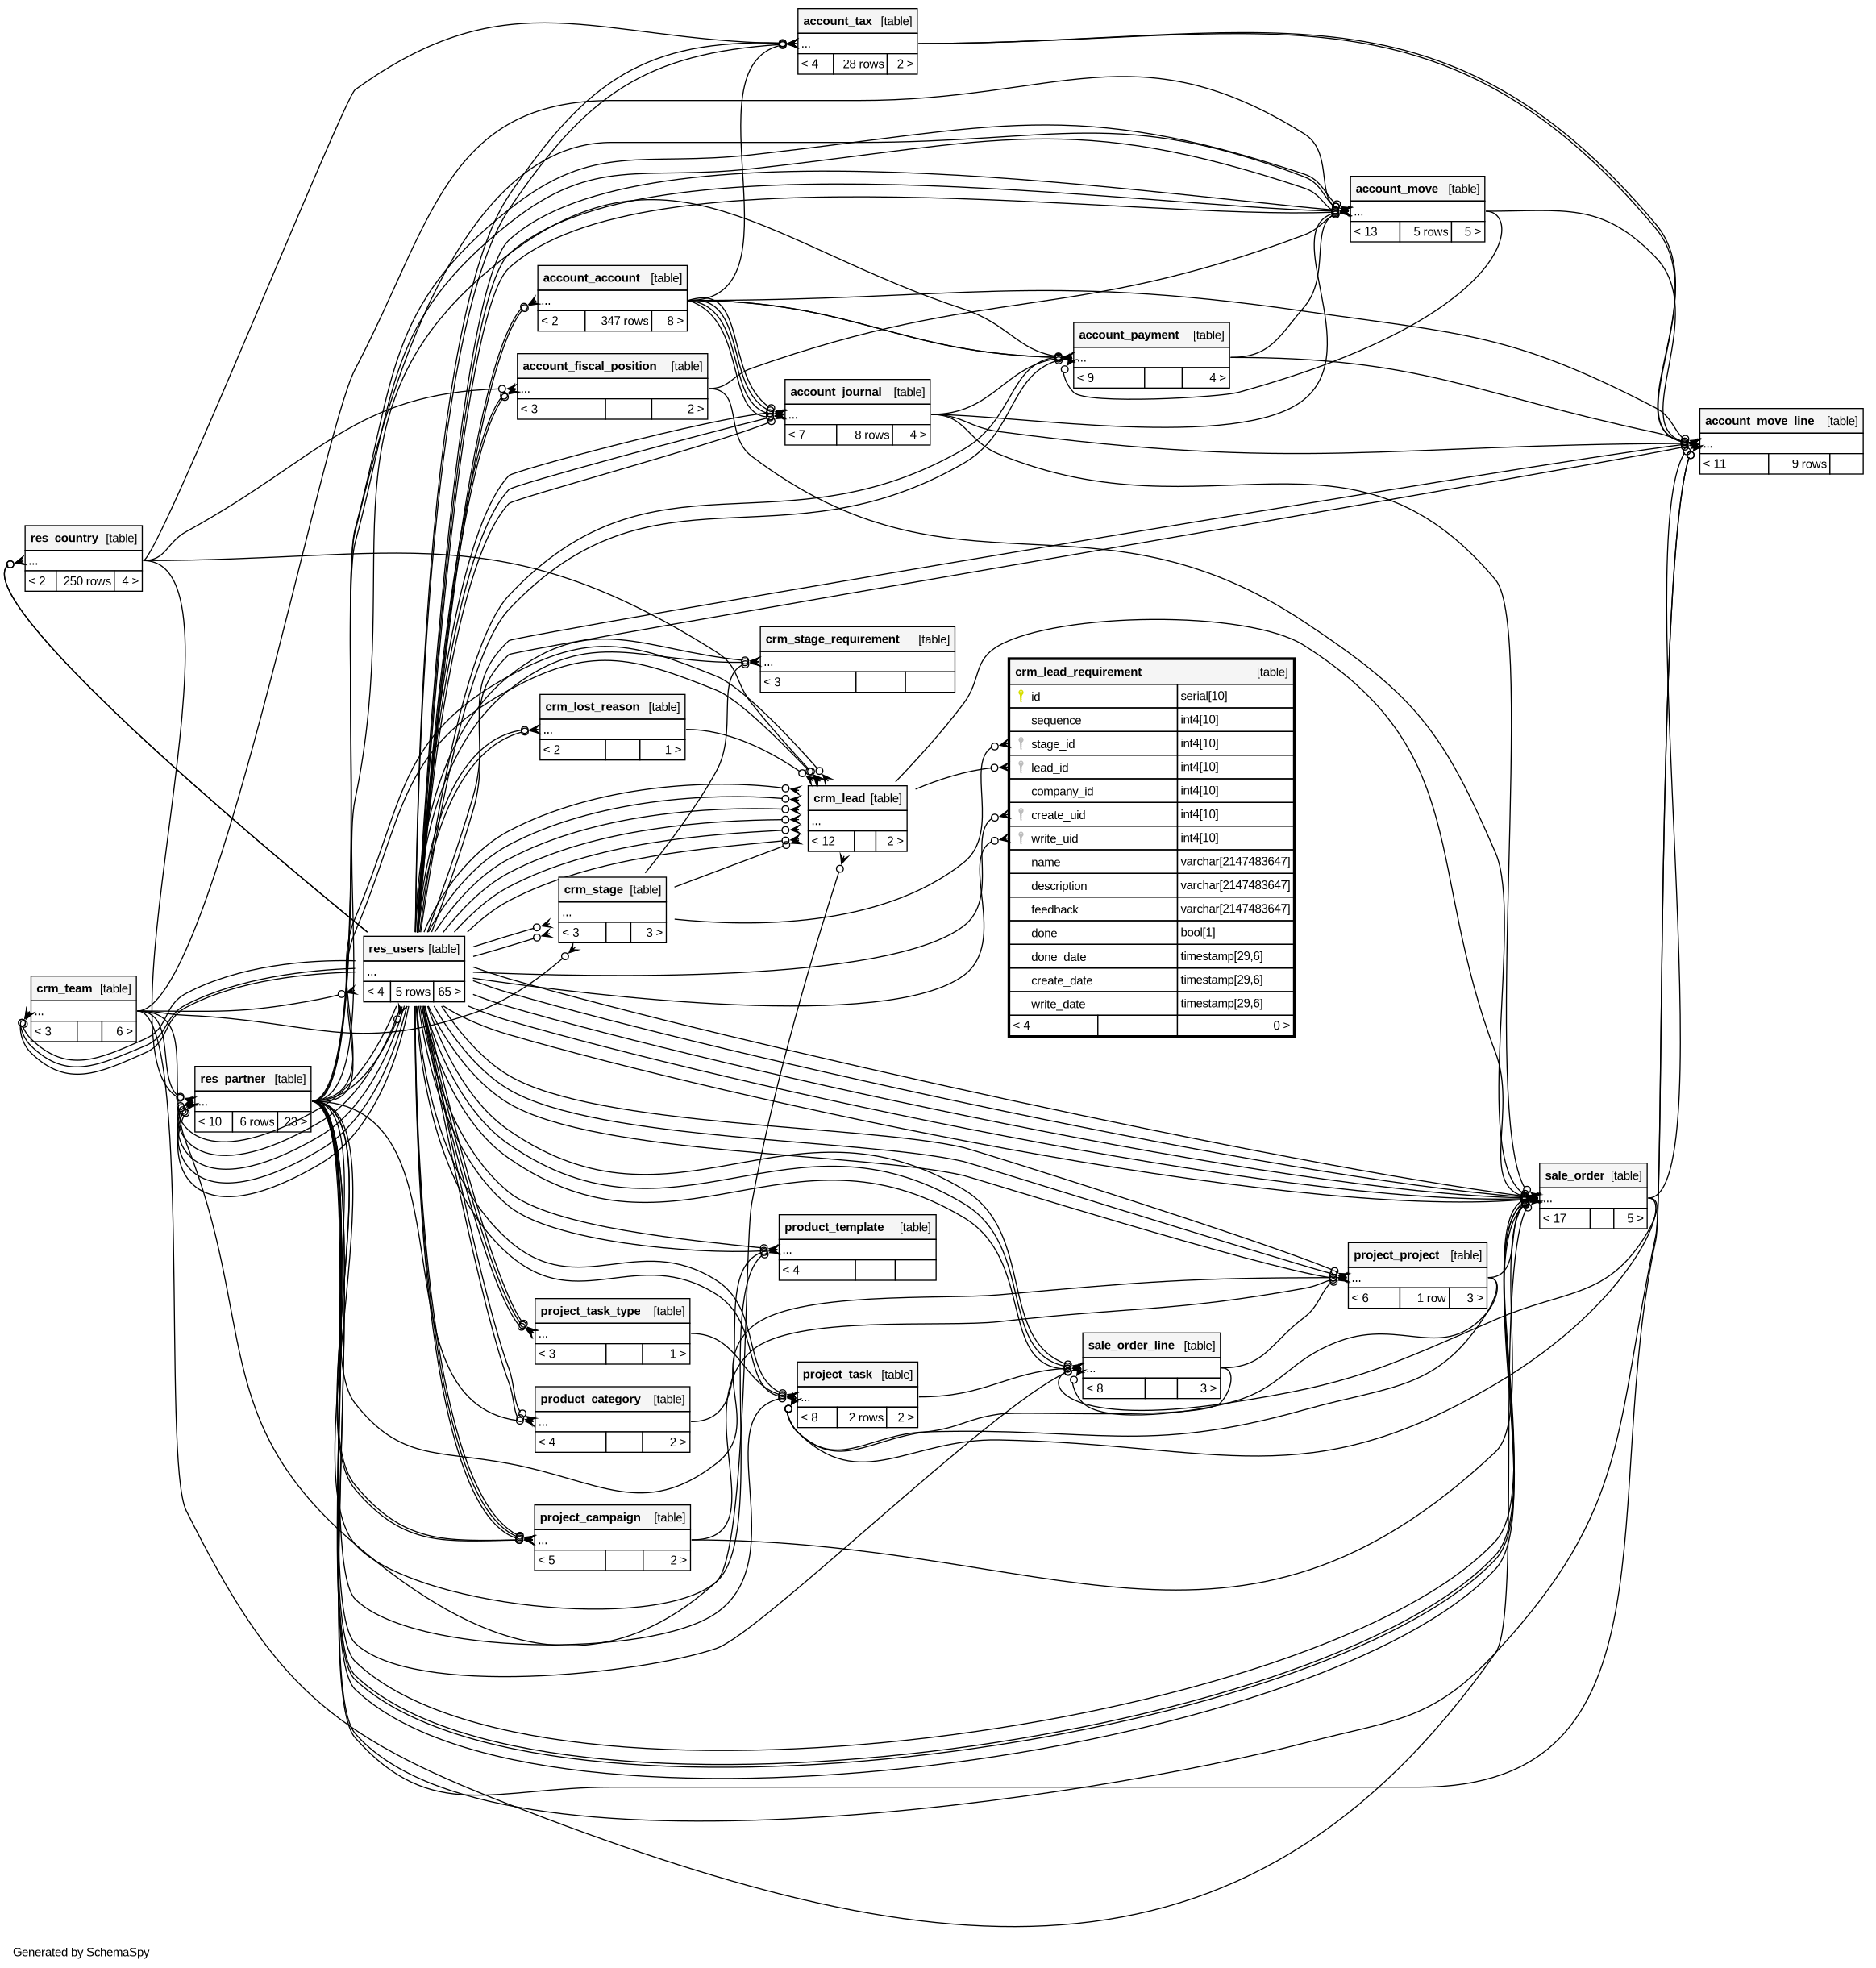 account_tax [table]
...
< 4 28 rows 2 >
account_move [table]
...
< 13 5 rows 5 >
account_account [table]
...
< 2 347 rows 8 >
account_payment [table]
...
< 9 4 >
account_fiscal_position [table]
...
< 3 2 >
account_journal [table]
...
< 7 8 rows 4 >
account_move_line [table]
...
< 11 9 rows
res_country [table]
...
< 2 250 rows 4 >
crm_stage_requirement [table]
...
< 3
crm_lead_requirement [table]
id serial[10]
sequence int4[10]
stage_id int4[10]
lead_id int4[10]
company_id int4[10]
create_uid int4[10]
write_uid int4[10]
name varchar[2147483647]
description varchar[2147483647]
feedback varchar[2147483647]
done bool[1]
done_date timestamp[29,6]
create_date timestamp[29,6]
write_date timestamp[29,6]
< 4 0 >
crm_lost_reason [table]
...
< 2 1 >
crm_lead [table]
...
< 12 2 >
crm_stage [table]
...
< 3 3 >
res_users [table]
...
< 4 5 rows 65 >
crm_team [table]
...
< 3 6 >
res_partner [table]
...
< 10 6 rows 23 >
sale_order [table]
...
< 17 5 >
product_template [table]
...
< 4
project_project [table]
...
< 6 1 row 3 >
project_task_type [table]
...
< 3 1 >
sale_order_line [table]
...
< 8 3 >
project_task [table]
...
< 8 2 rows 2 >
product_category [table]
...
< 4 2 >
project_campaign [table]
...
< 5 2 >
Generated by SchemaSpy